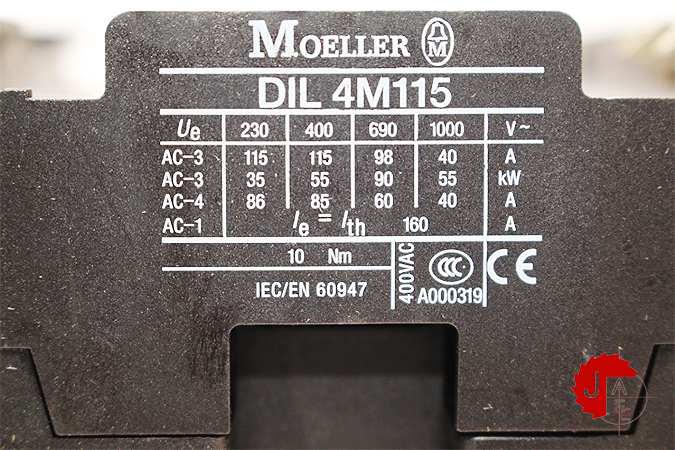 MOELLER M
DIL 4M115
Ue 230 400 690 1000 V~
AC-3 115 115 98 40 A
AC-3 35 55 90 55 kW
AC-4 86 85 60 40 A
AC-1 Ie = Ith 160 A
10 Nm
IEC/EN 60947
400VAC
CCC
A000319
CE
J